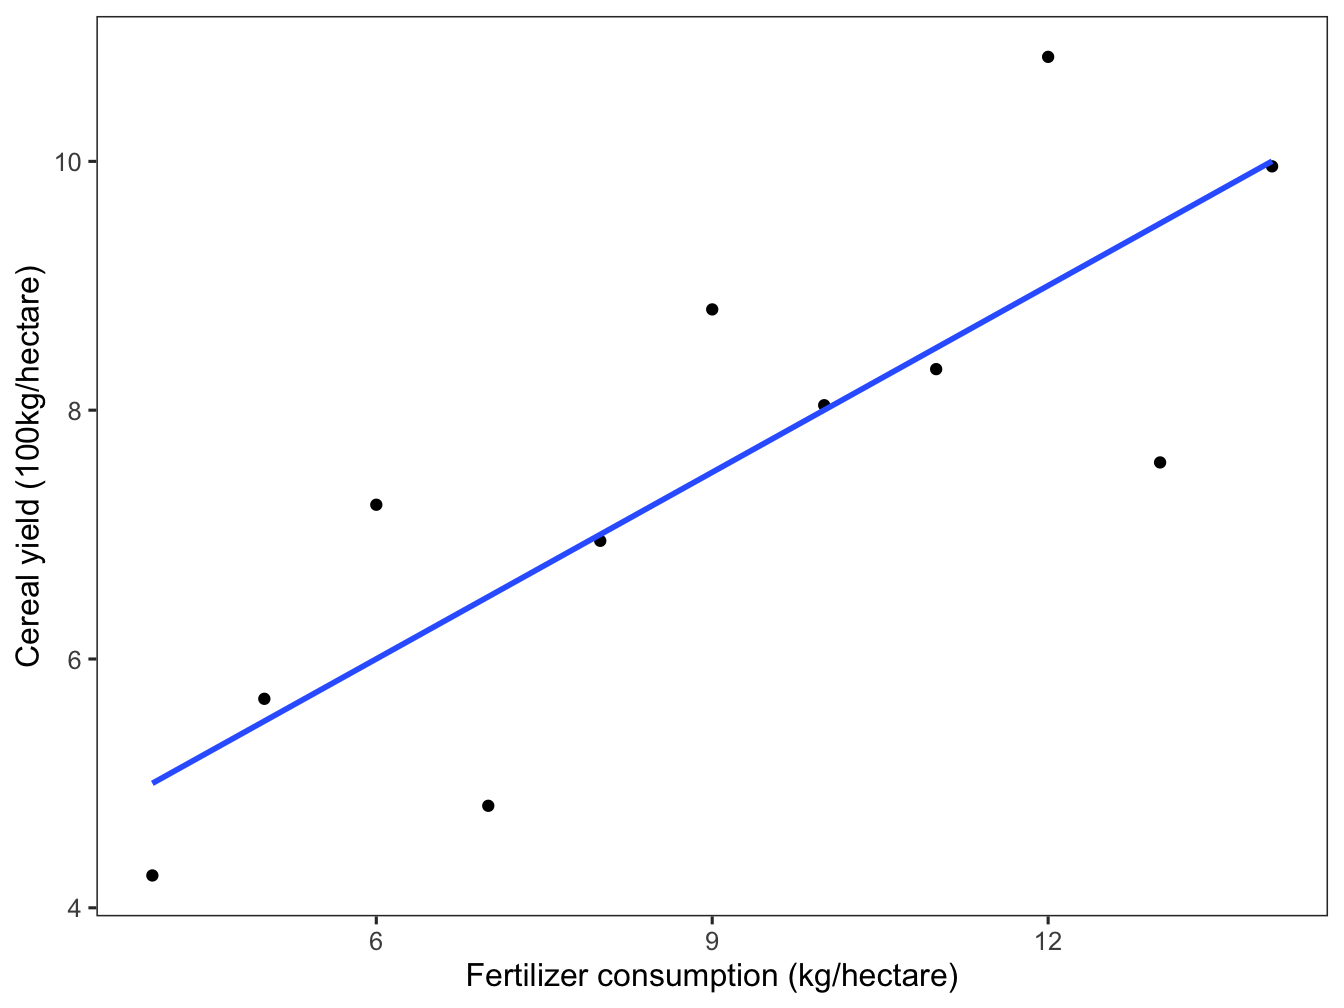 10
8
6
4
Cereal yield (100kg/hectare)
6 9 12
Fertilizer consumption (kg/hectare)